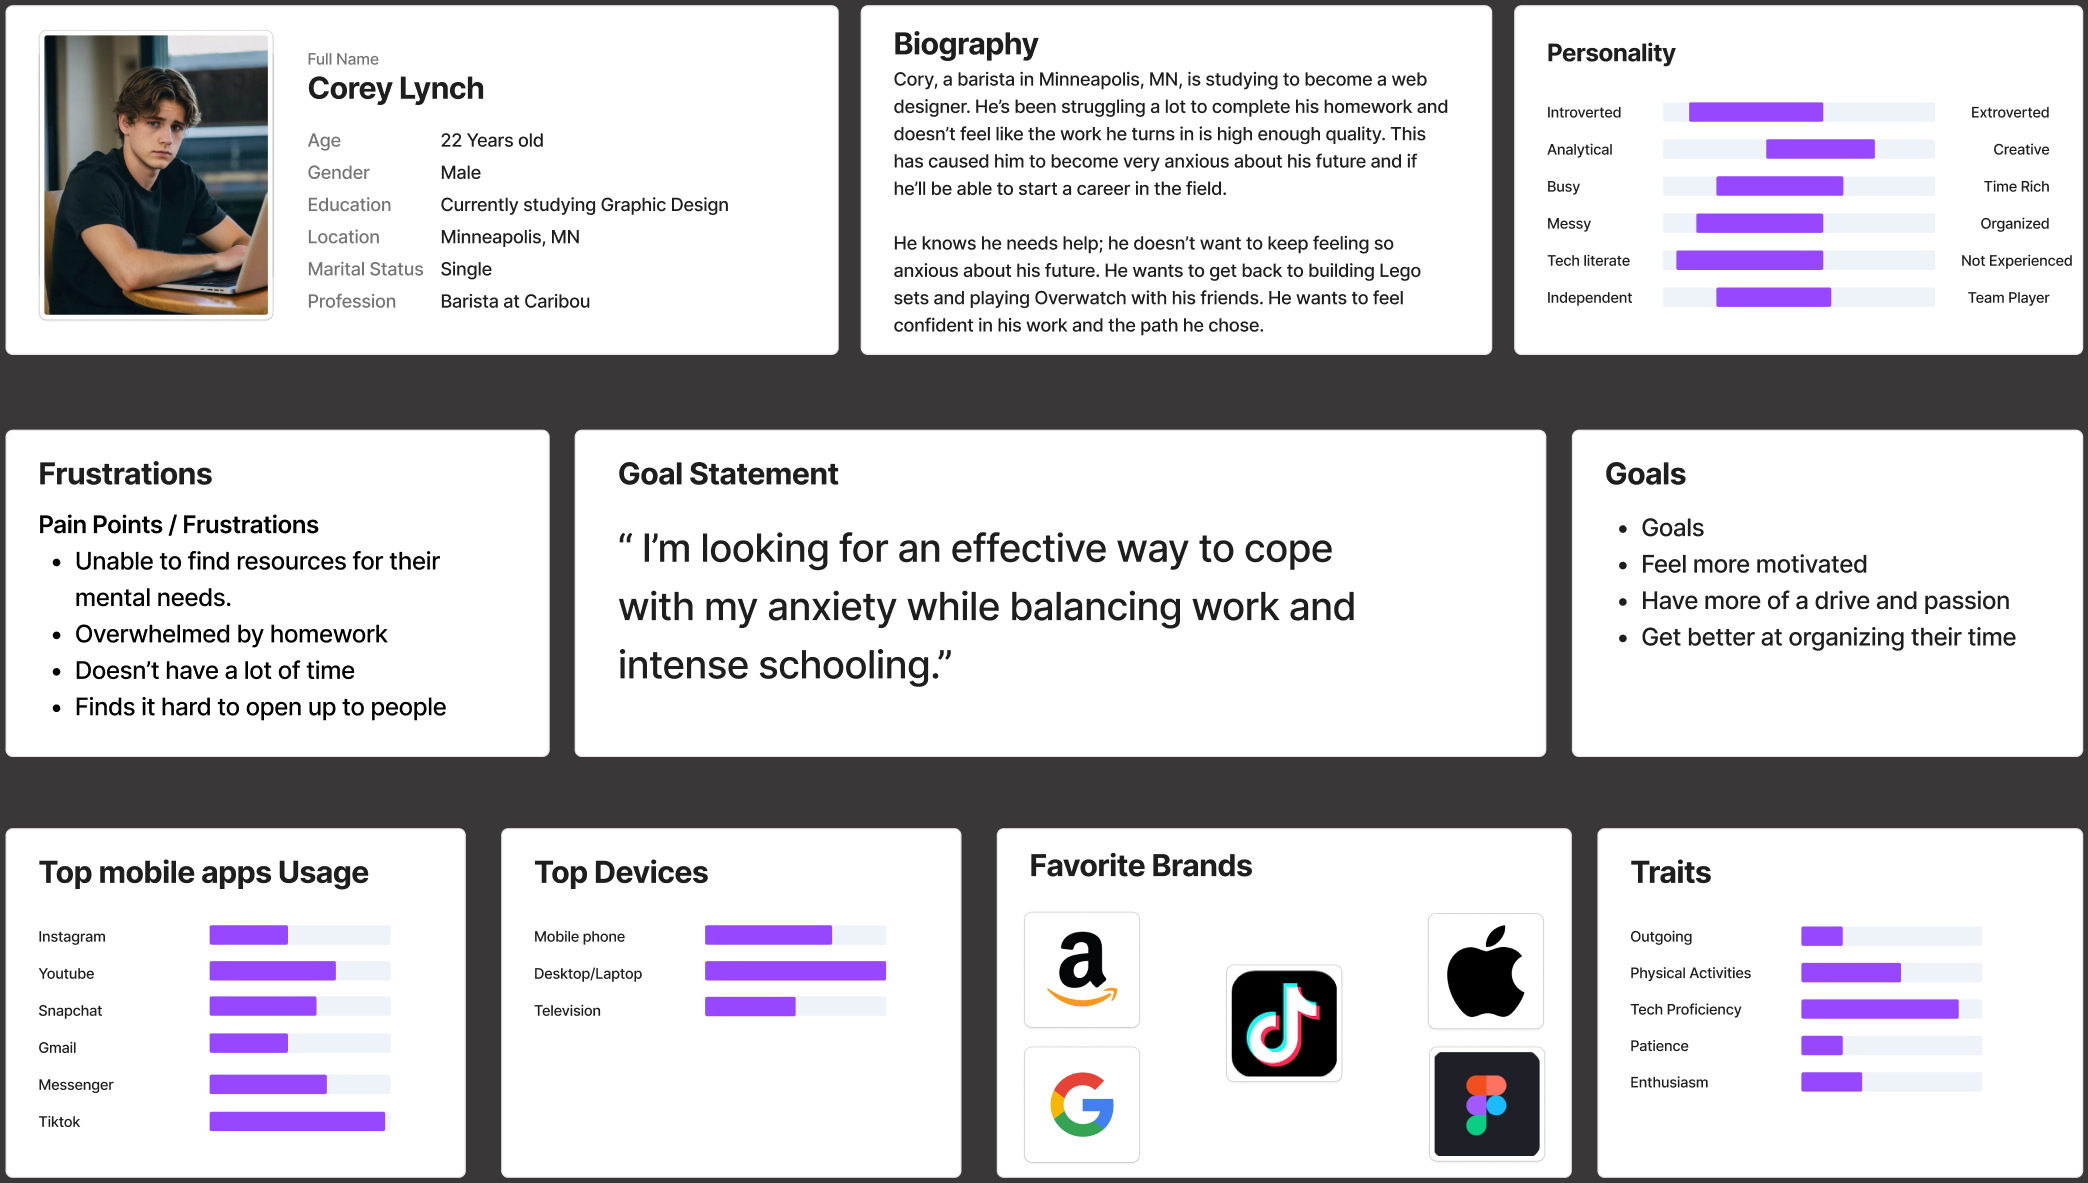 Full Name
Corey Lynch
Age 22 Years old
Gender Male
Education Currently studying Graphic Design
Location Minneapolis, MN
Marital Status Single
Profession Barista at Caribou
Biography
Cory, a barista in Minneapolis, MN, is studying to become a web
designer. He’s been struggling a lot to complete his homework and
doesn’t feel like the work he turns in is high enough quality. This
has caused him to become very anxious about his future and if
he’ll be able to start a career in the field.
He knows he needs help; he doesn’t want to keep feeling so
anxious about his future. He wants to get back to building Lego
sets and playing Overwatch with his friends. He wants to feel
confident in his work and the path he chose.
Personality
Introverted Extroverted
Analytical Creative
Busy Time Rich
Messy Organized
Tech literate Not Experienced
Independent Team Player
Frustrations
Pain Points / Frustrations
• Unable to find resources for their
mental needs.
• Overwhelmed by homework
• Doesn’t have a lot of time
• Finds it hard to open up to people
Goal Statement
“ I’m looking for an effective way to cope
with my anxiety while balancing work and
intense schooling.”
Goals
• Goals
• Feel more motivated
• Have more of a drive and passion
• Get better at organizing their time
Top mobile apps Usage
Instagram
Youtube
Snapchat
Gmail
Messenger
Tiktok
Top Devices
Mobile phone
Desktop/Laptop
Television
Favorite Brands
a
G
Traits
Outgoing
Physical Activities
Tech Proficiency
Patience
Enthusiasm